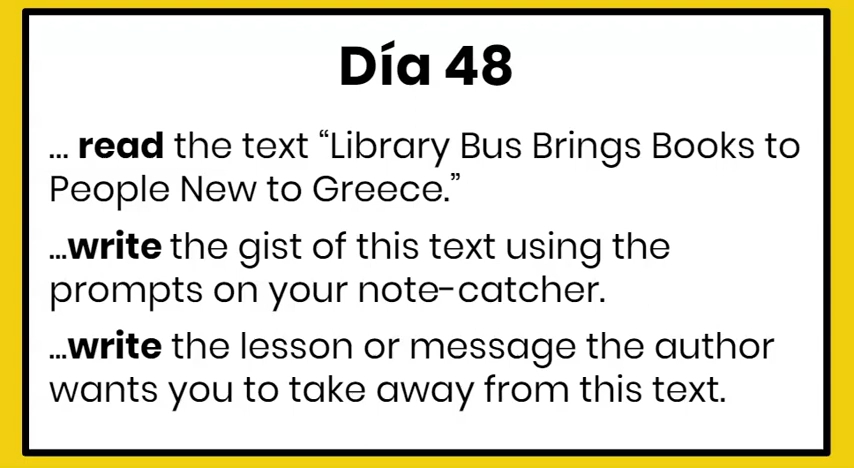 Día 48
... read the text “Library Bus Brings Books to
People New to Greece.”
...write the gist of this text using the
prompts on your note-catcher.
...write the lesson or message the author
wants you to take away from this text.